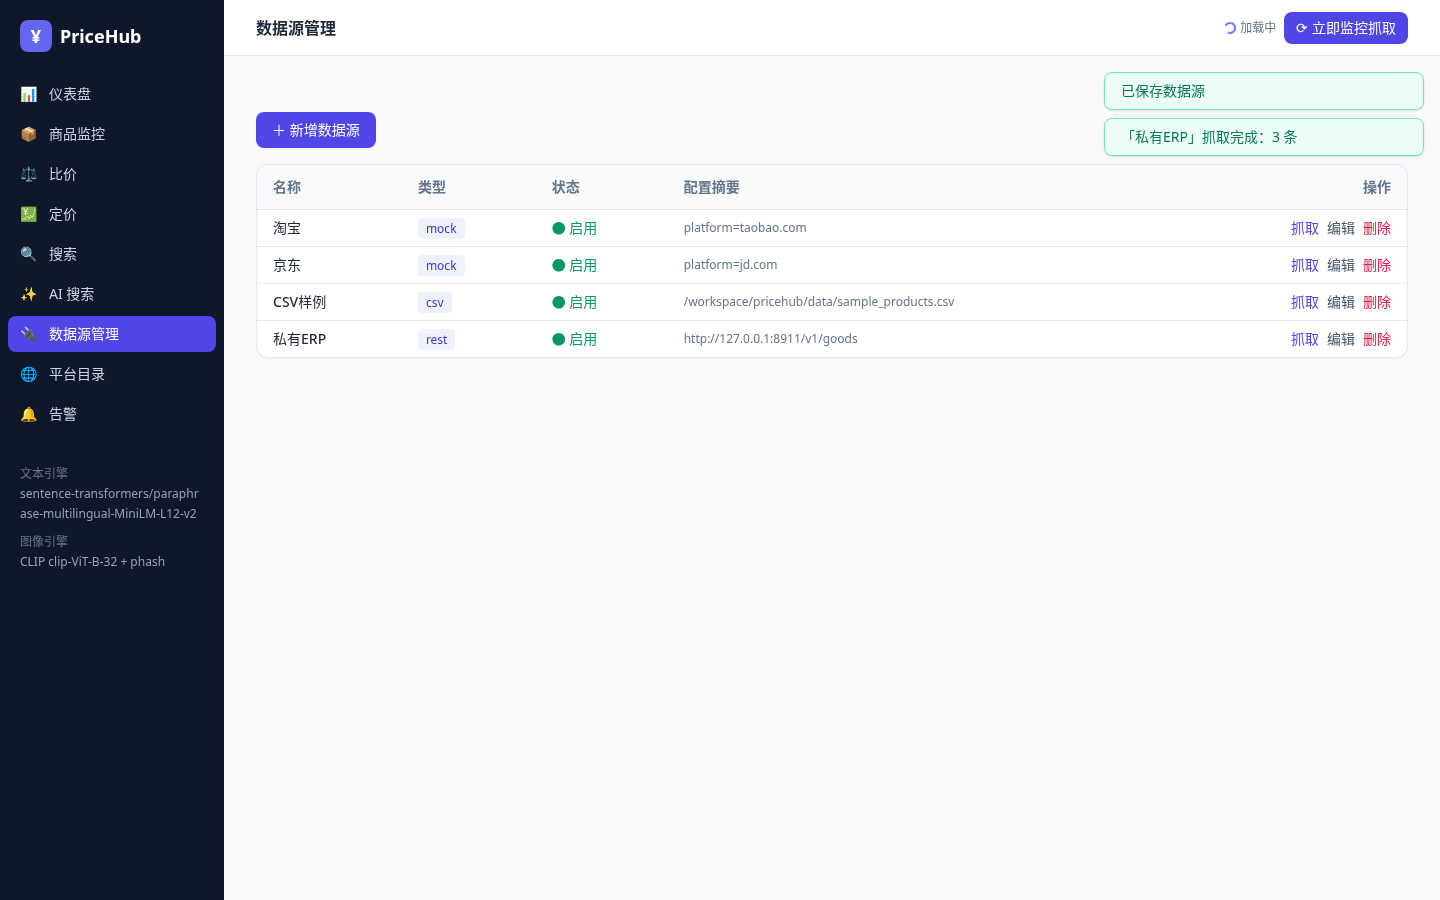 ¥ PriceHub
仪表盘
商品监控
比价
定价
搜索
AI 搜索
数据源管理
平台目录
告警
文本引擎
sentence-transformers/paraphr
ase-multilingual-MiniLM-L12-v2
图像引擎
CLIP clip-ViT-B-32 + phash
数据源管理
加载中
⟳ 立即监控抓取
已保存数据源
「私有ERP」抓取完成：3 条
＋ 新增数据源
名称 类型 状态 配置摘要 操作
淘宝 mock 启用 platform=taobao.com 抓取 编辑 删除
京东 mock 启用 platform=jd.com 抓取 编辑 删除
CSV样例 csv 启用 /workspace/pricehub/data/sample_products.csv 抓取 编辑 删除
私有ERP rest 启用 http://127.0.0.1:8911/v1/goods 抓取 编辑 删除